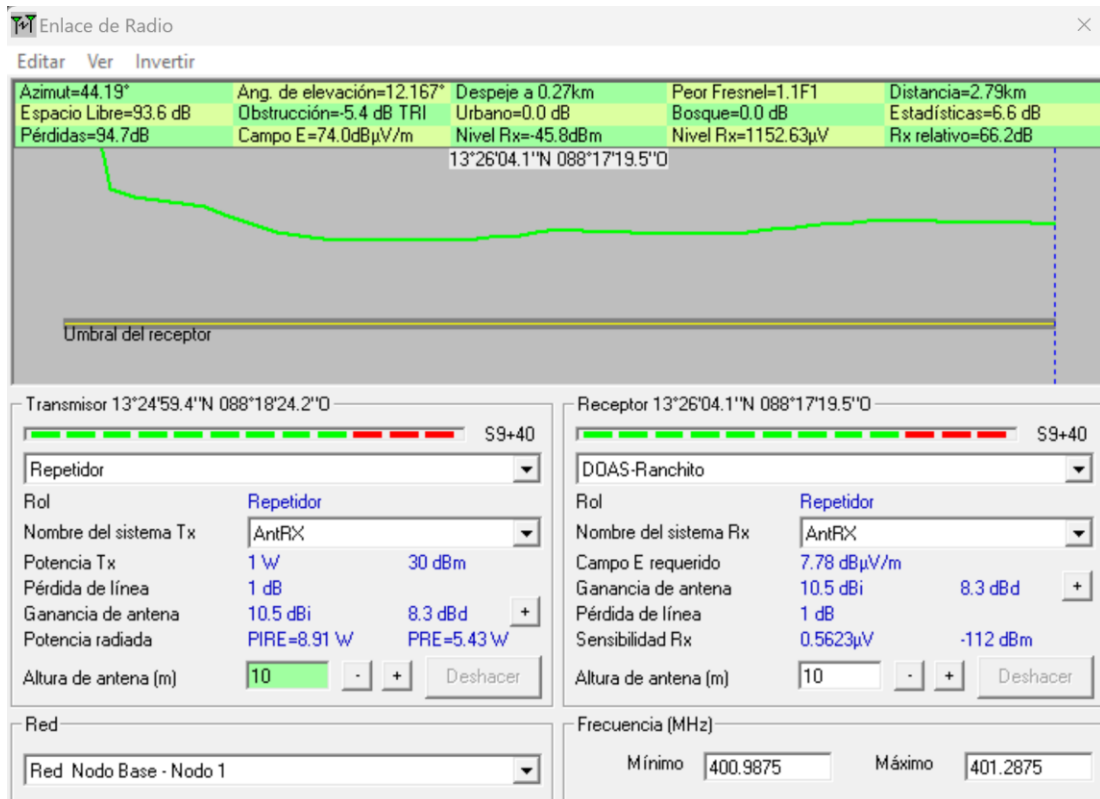 Enlace de Radio
Editar Ver Invertir
Azimut=44.19° Ang. de elevación=12.167° Despeje a 0.27km Peor Fresnel=1.1F1 Distancia=2.79km
Espacio Libre=93.6 dB Obstrucción=-5.4 dB TRI Urbano=0.0 dB Bosque=0.0 dB Estadísticas=6.6 dB
Pérdidas=94.7dB Campo E=74.0dBµV/m Nivel Rx=-45.8dBm Nivel Rx=1152.63µV Rx relativo=66.2dB
13°26'04.1"N 088°17'19.5"O
Umbral del receptor
Transmisor 13°24'59.4"N 088°18'24.2"O
S9+40
Repetidor
Rol Repetidor
Nombre del sistema Tx AntRX
Potencia Tx 1 W 30 dBm
Pérdida de línea 1 dB
Ganancia de antena 10.5 dBi 8.3 dBd +
Potencia radiada PIRE=8.91 W PRE=5.43 W
Altura de antena (m) 10 - + Deshacer
Receptor 13°26'04.1"N 088°17'19.5"O
S9+40
DOAS-Ranchito
Rol Repetidor
Nombre del sistema Rx AntRX
Campo E requerido 7.78 dBµV/m
Ganancia de antena 10.5 dBi 8.3 dBd +
Pérdida de línea 1 dB
Sensibilidad Rx 0.5623µV -112 dBm
Altura de antena (m) 10 - + Deshacer
Red
Red Nodo Base - Nodo 1
Frecuencia (MHz)
Mínimo 400.9875 Máximo 401.2875